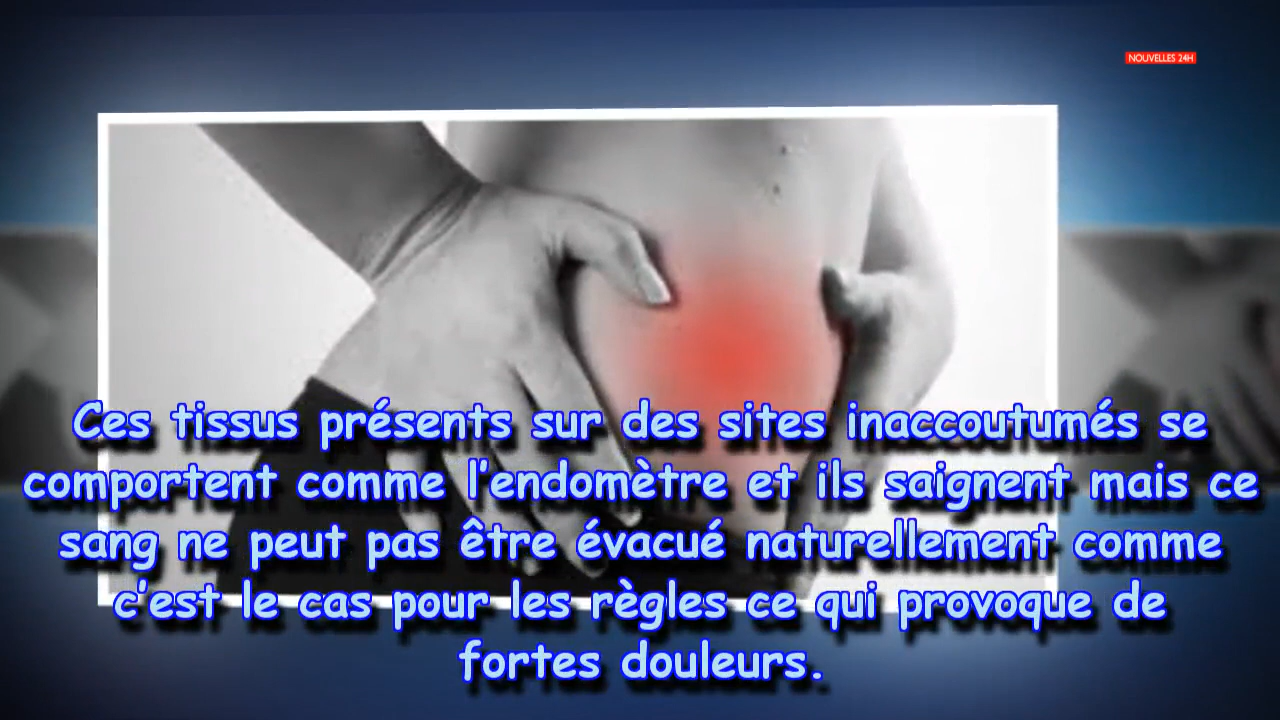 NOUVELLES 24H
Ces tissus présents sur des sites inaccoutumés se
comportent comme l'endomètre et ils saignent mais ce
sang ne peut pas être évacué naturellement comme
c'est le cas pour les règles ce qui provoque de
fortes douleurs.